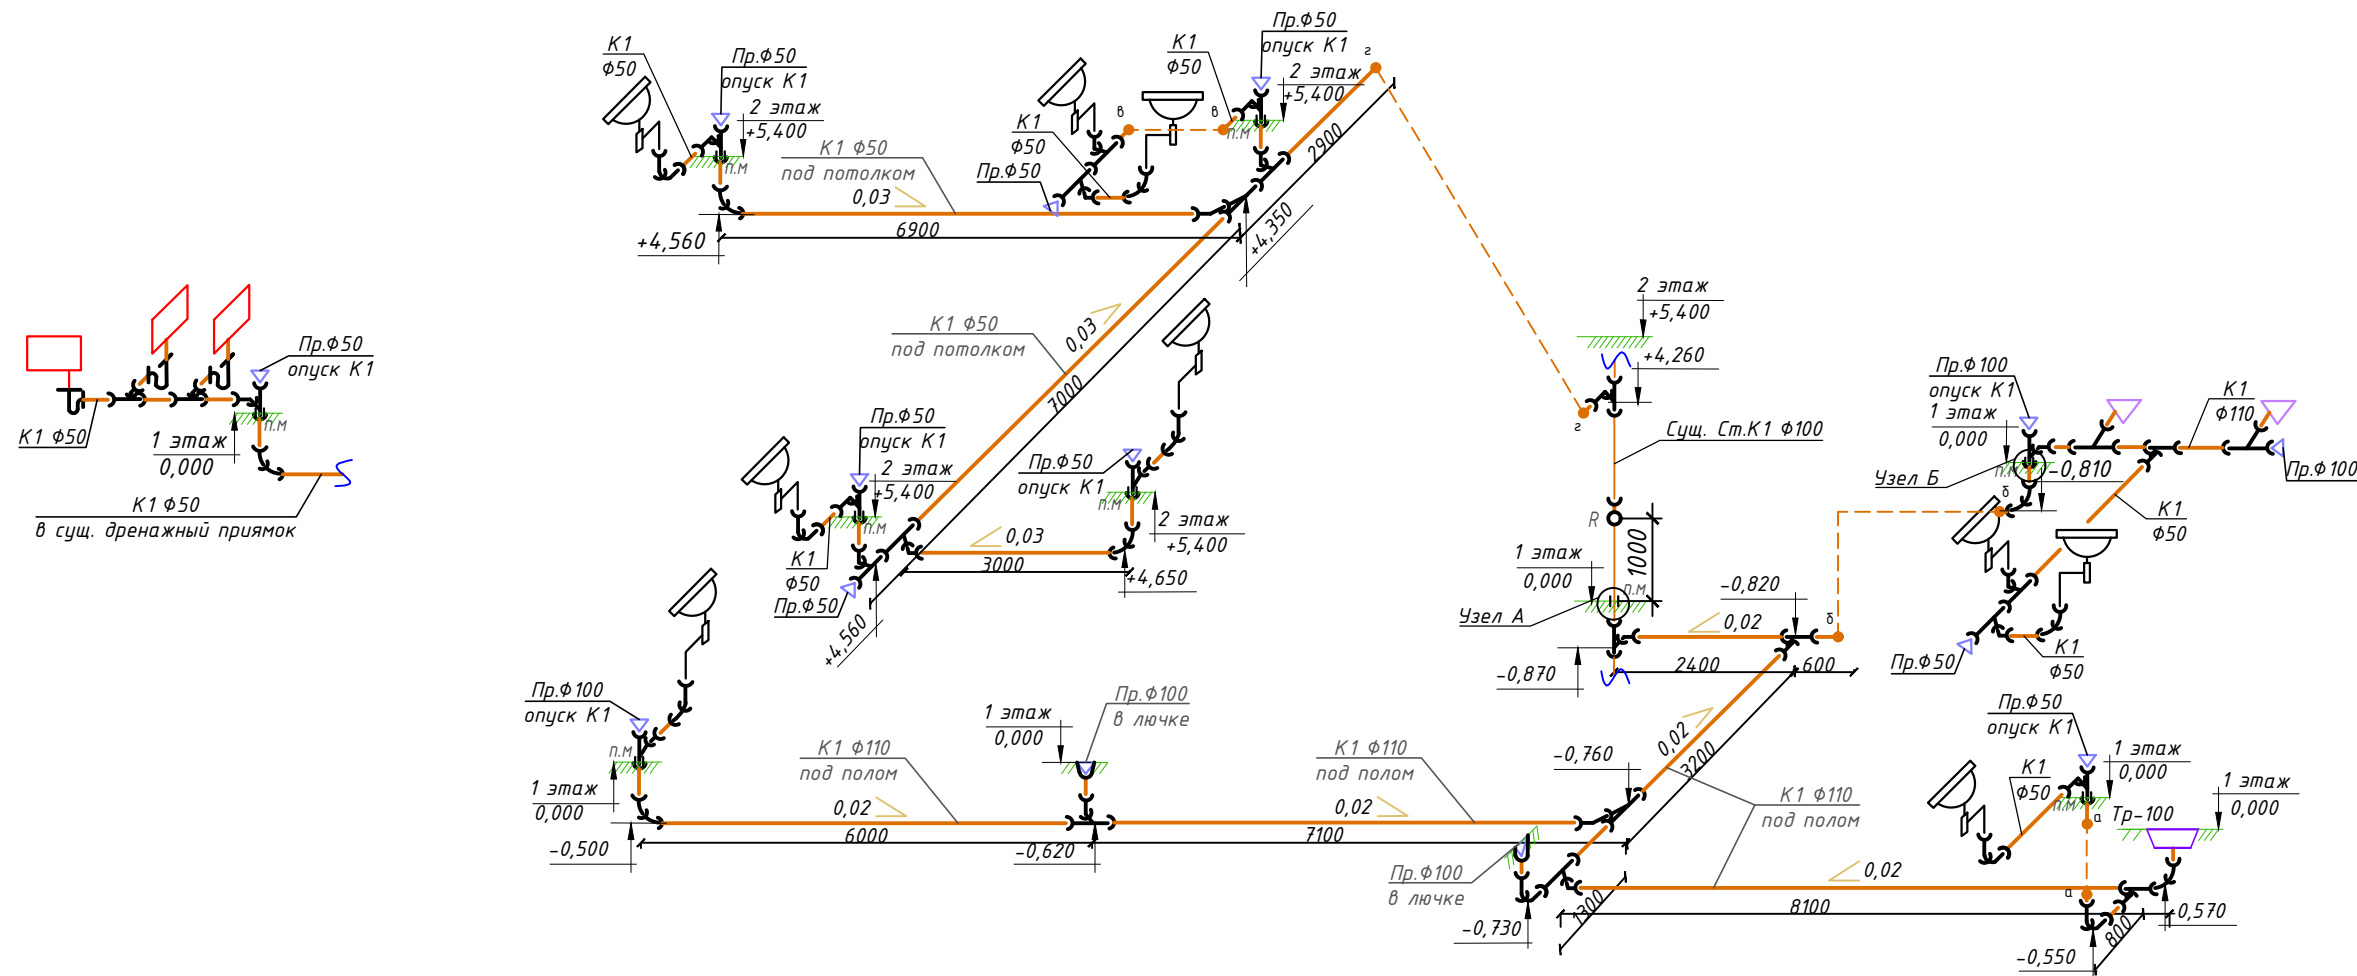 К1
Ф50
Пр.Ф50
опуск К1
2 этаж
+5,400
п.м
К1 Ф50
под потолком
0,03
6900
+4,560
К1
Ф50
Пр.Ф50
в
в
К1
Ф50
Пр.Ф50
опуск К1
2 этаж
+5,400
п.м
г
2900
+4,350
Пр.Ф50
опуск К1
К1 Ф50
1 этаж
0,000
п.м
К1 Ф50
в сущ. дренажный приямок
К1 Ф50
под потолком
0,03
7000
Пр.Ф50
опуск К1
2 этаж
+5,400
п.м
К1
Ф50
Пр.Ф50
+4,560
Пр.Ф50
опуск К1
п.м
2 этаж
+5,400
0,03
3000
+4,650
2 этаж
+5,400
+4,260
г
Сущ. Ст.К1 Ф100
R
1000
1 этаж
0,000
п.м
Узел А
-0,820
0,02
б
-0,870
2400
600
Пр.Ф100
опуск К1
1 этаж
0,000
п.м
Узел Б
-0,810
б
К1
Ф110
Пр.Ф100
К1
Ф50
К1
Ф50
Пр.Ф50
Пр.Ф100
опуск К1
п.м
1 этаж
0,000
-0,500
К1 Ф110
под полом
0,02
6000
1 этаж
0,000
Пр.Ф100
в лючке
-0,620
К1 Ф110
под полом
0,02
7100
-0,760
0,02
3200
К1 Ф110
под полом
Пр.Ф100
в лючке
-0,730
1300
0,02
8100
Пр.Ф50
опуск К1
1 этаж
0,000
К1
Ф50
п.м
а
а
Тр-100
1 этаж
0,000
-0,550
800
0,570